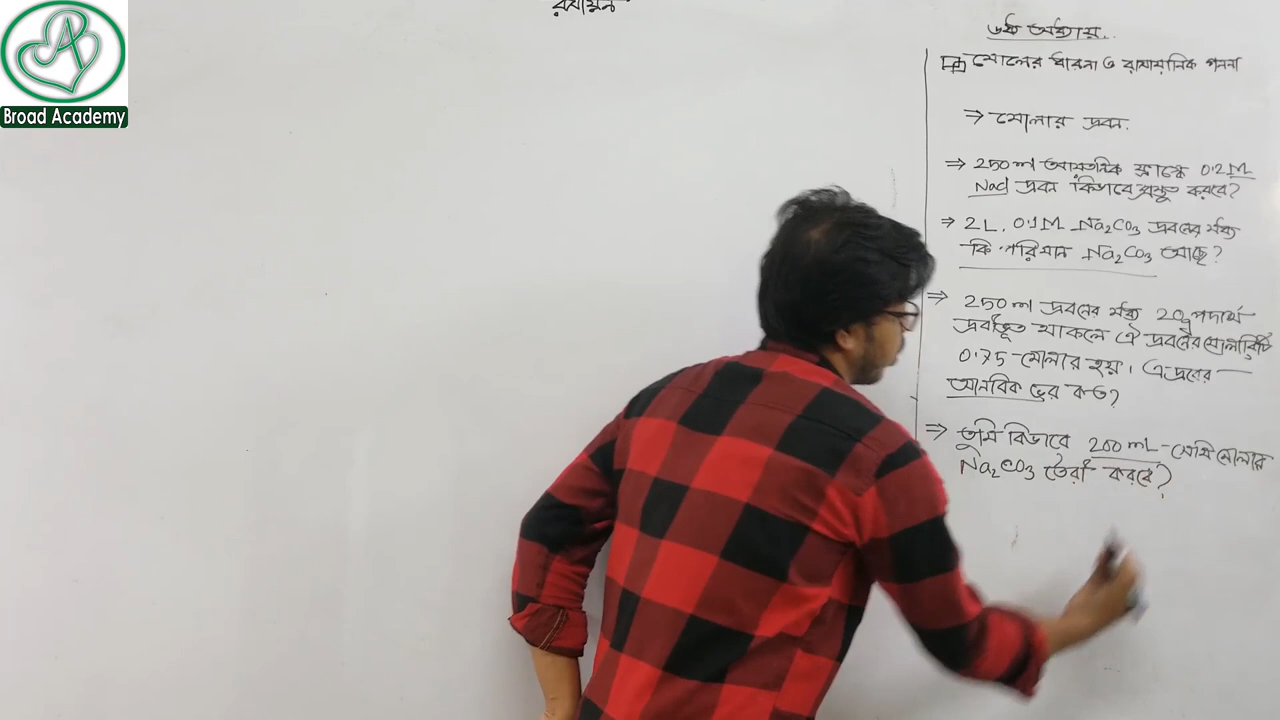 Broad Academy
রসায়ন
৬ষ্ঠ অধ্যায়..
মোলের ধারনা ও রাসায়নিক গননা
⇒ মোলার দ্রবন.
⇒ 250 ml আয়তনিক ফ্লাস্কে 0.2M
NaCl দ্রবন কিভাবে প্রস্তুত করবে?
⇒ 2L, 0.1M Na₂CO₃ দ্রবনের মধ্যে
কি পরিমান Na₂CO₃ আছে?
⇒ 250 ml দ্রবনের মধ্যে 20g পদার্থ
দ্রবীভূত থাকলে ঐ দ্রবনের মোলারিটি
0.75 মোলার হয়। ঐ দ্রবের
আনবিক ভর কত?
⇒ তুমি কিভাবে 200 mL সেমি মোলার
Na₂CO₃ তৈরী করবে?